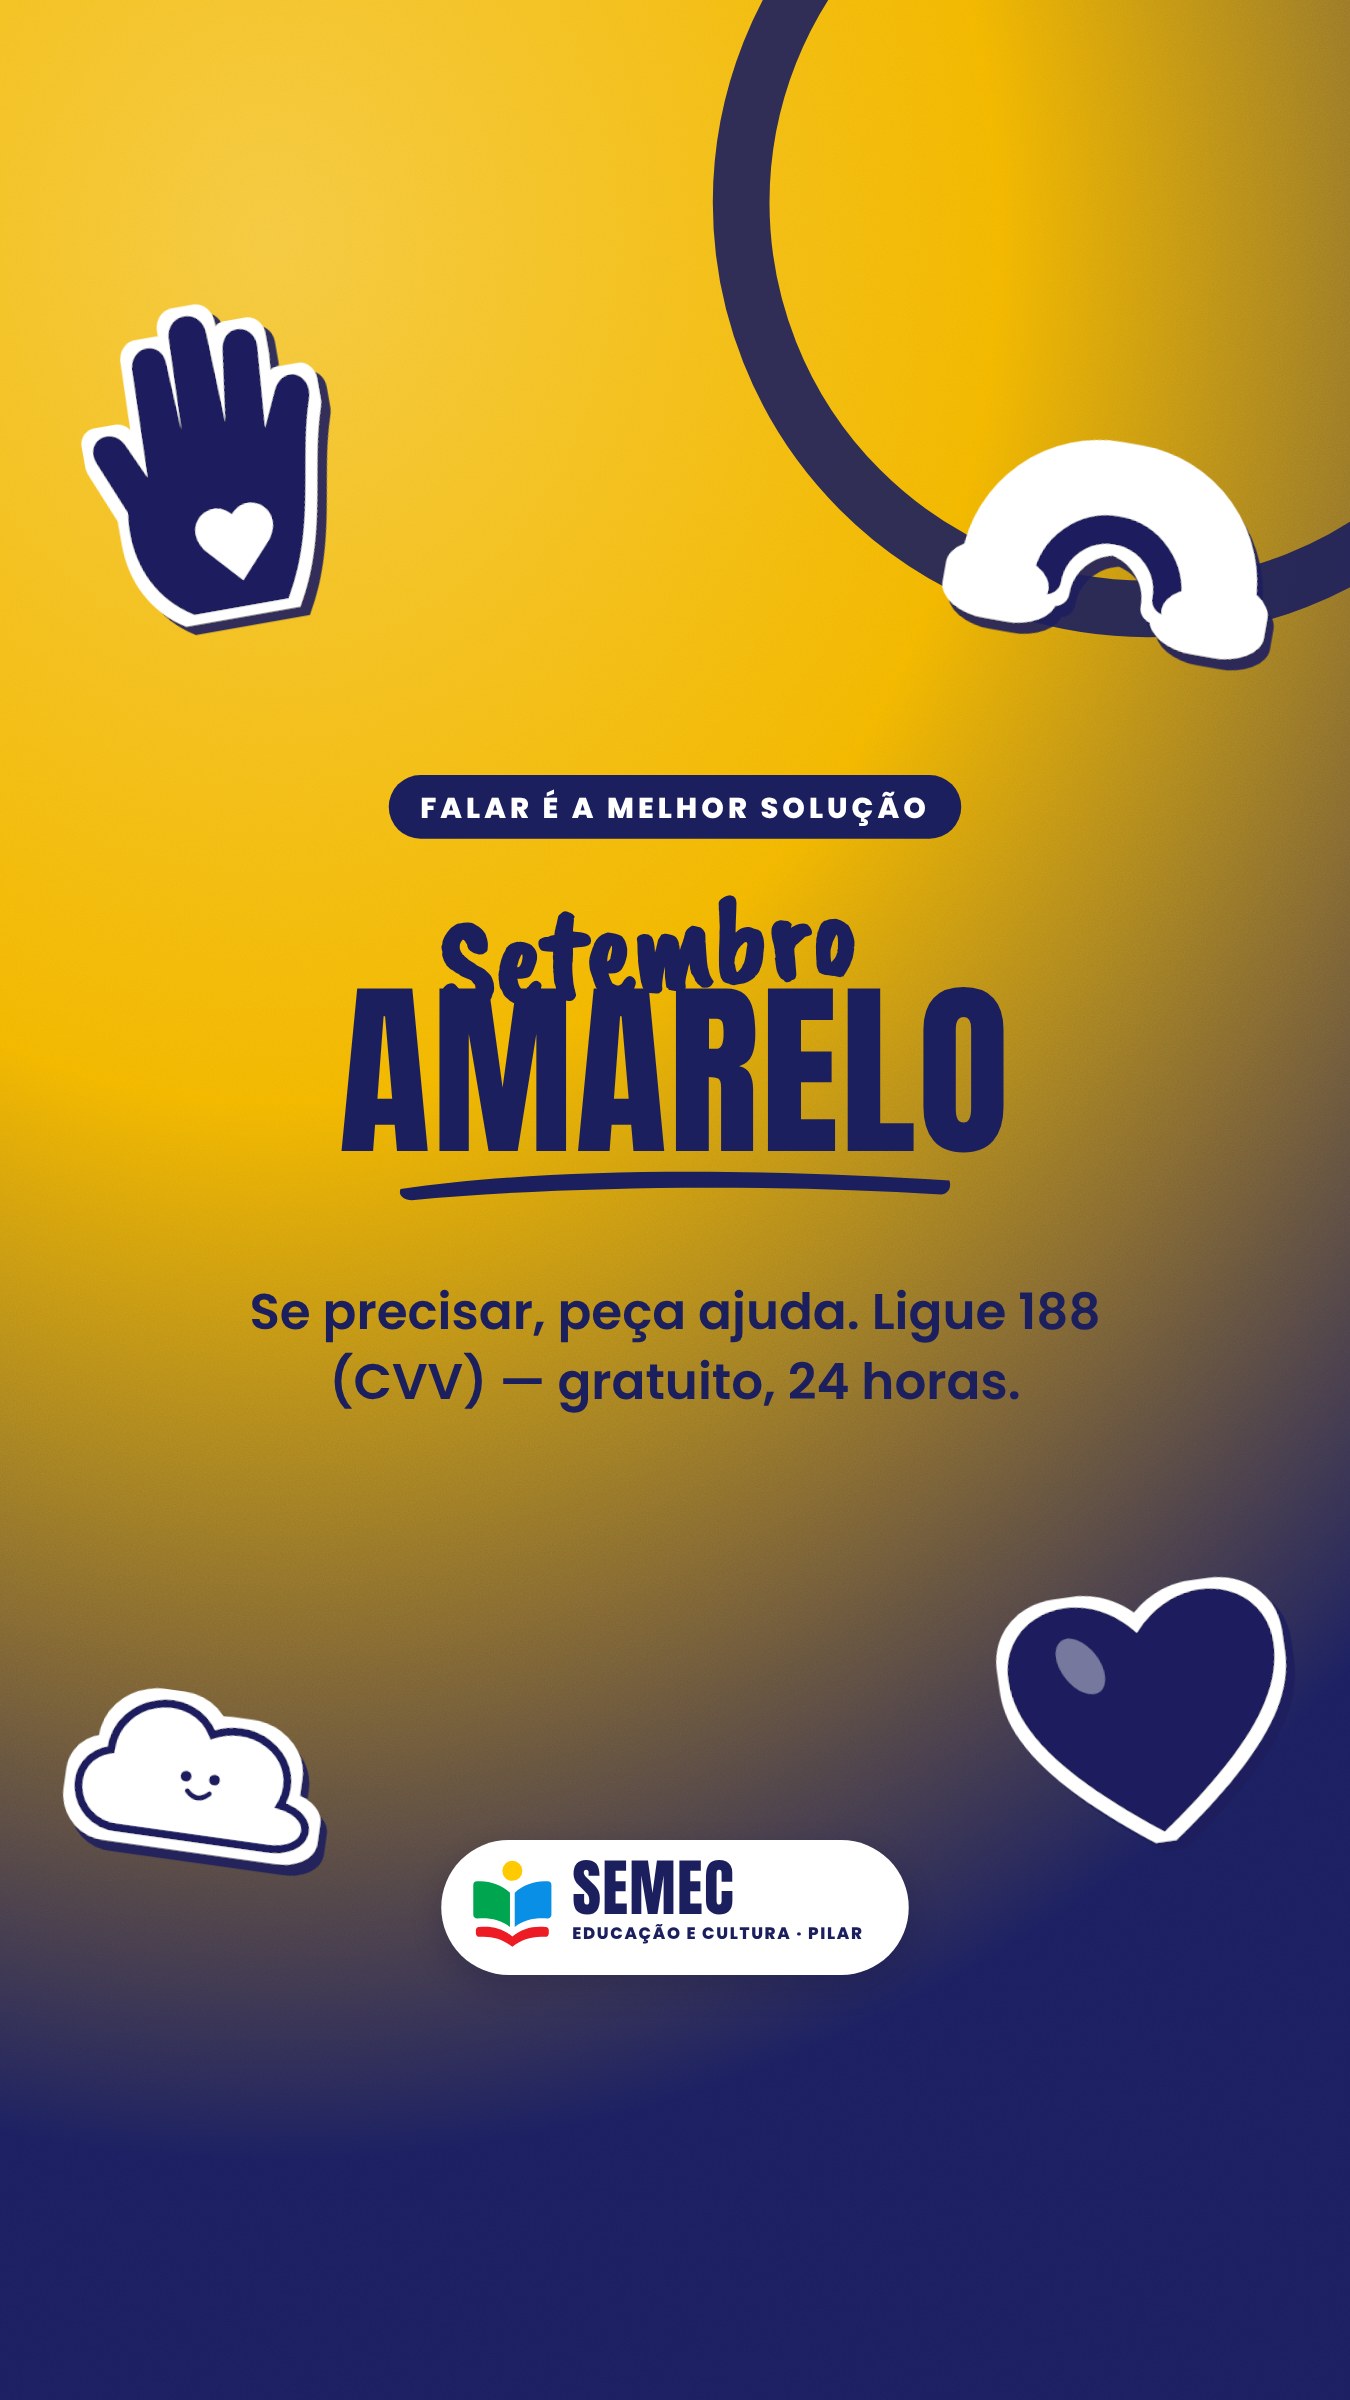 FALAR É A MELHOR SOLUÇÃO
Setembro
AMARELO
Se precisar, peça ajuda. Ligue 188
(CVV) — gratuito, 24 horas.
SEMEC
EDUCAÇÃO E CULTURA · PILAR